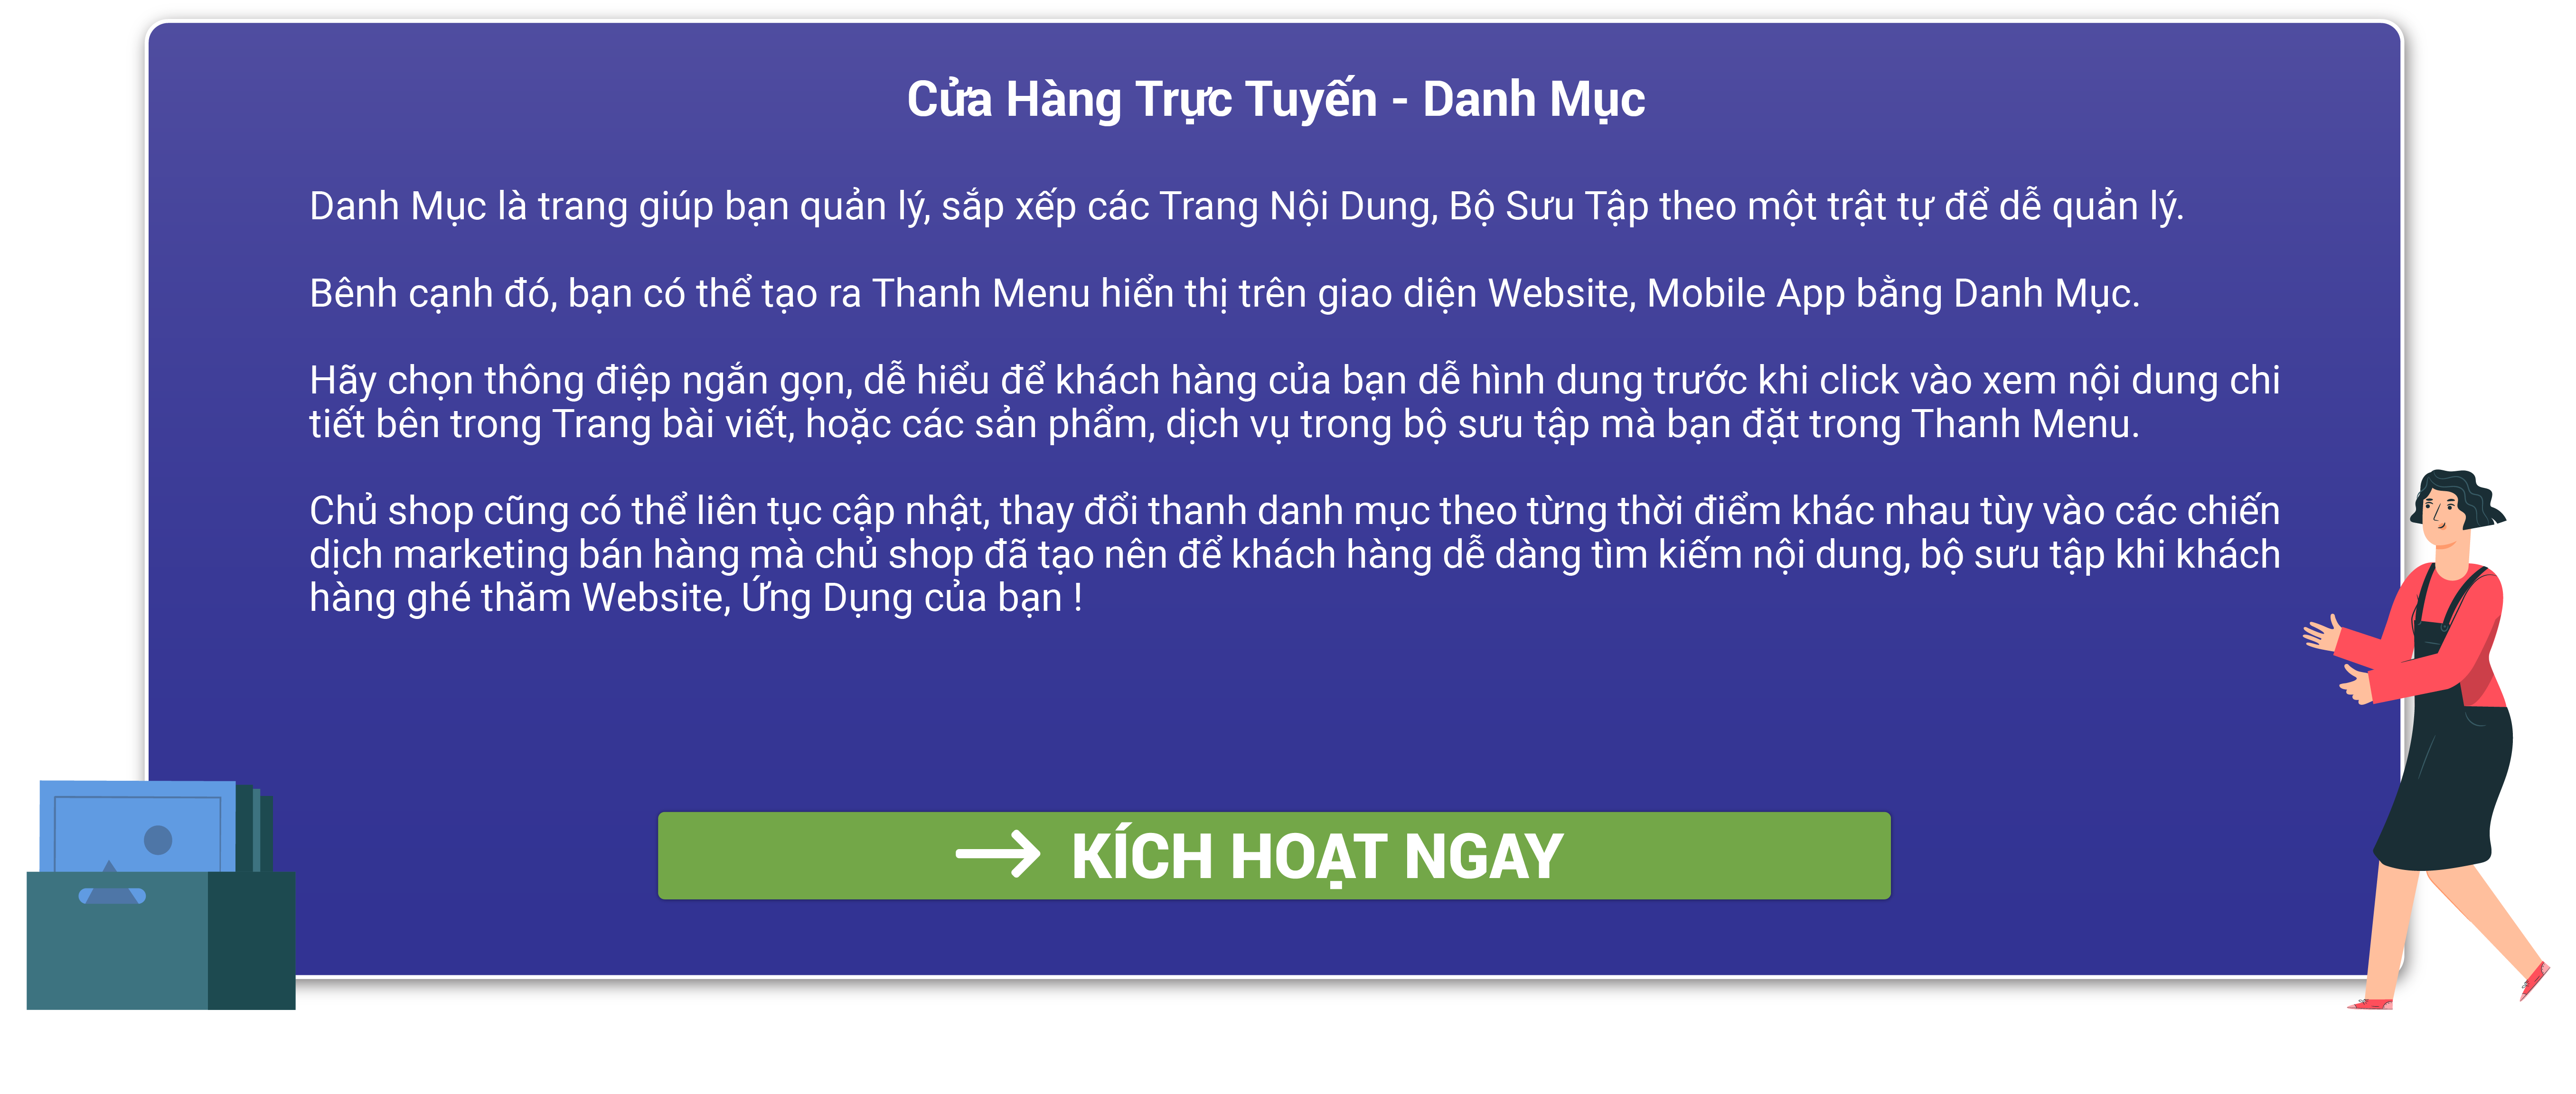 Cửa Hàng Trực Tuyến - Danh Mục
Danh Mục là trang giúp bạn quản lý, sắp xếp các Trang Nội Dung, Bộ Sưu Tập theo một trật tự để dễ quản lý.
Bênh cạnh đó, bạn có thể tạo ra Thanh Menu hiển thị trên giao diện Website, Mobile App bằng Danh Mục.
Hãy chọn thông điệp ngắn gọn, dễ hiểu để khách hàng của bạn dễ hình dung trước khi click vào xem nội dung chi
tiết bên trong Trang bài viết, hoặc các sản phẩm, dịch vụ trong bộ sưu tập mà bạn đặt trong Thanh Menu.
Chủ shop cũng có thể liên tục cập nhật, thay đổi thanh danh mục theo từng thời điểm khác nhau tùy vào các chiến
dịch marketing bán hàng mà chủ shop đã tạo nên để khách hàng dễ dàng tìm kiếm nội dung, bộ sưu tập khi khách
hàng ghé thăm Website, Ứng Dụng của bạn !
→ KÍCH HOẠT NGAY